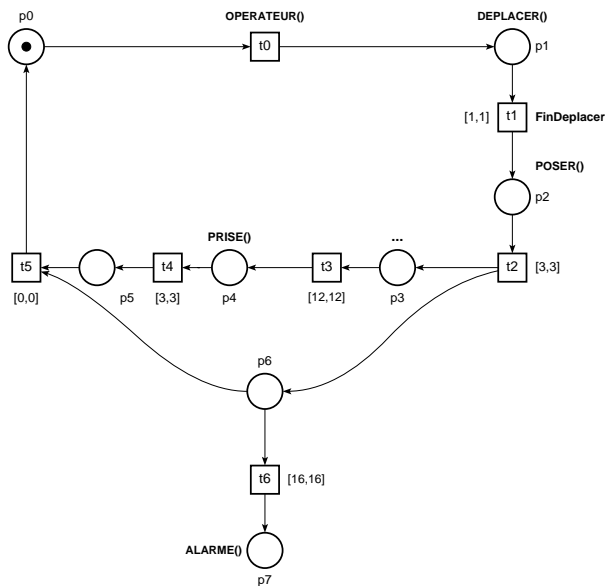 p0
OPERATEUR()
DEPLACER()
t0
p1
[1,1]
t1
FinDeplacer
POSER()
p2
PRISE()
...
t5
t4
t3
t2
[3,3]
[0,0]
p5
[3,3]
p4
[12,12]
p3
p6
t6
[16,16]
ALARME()
p7